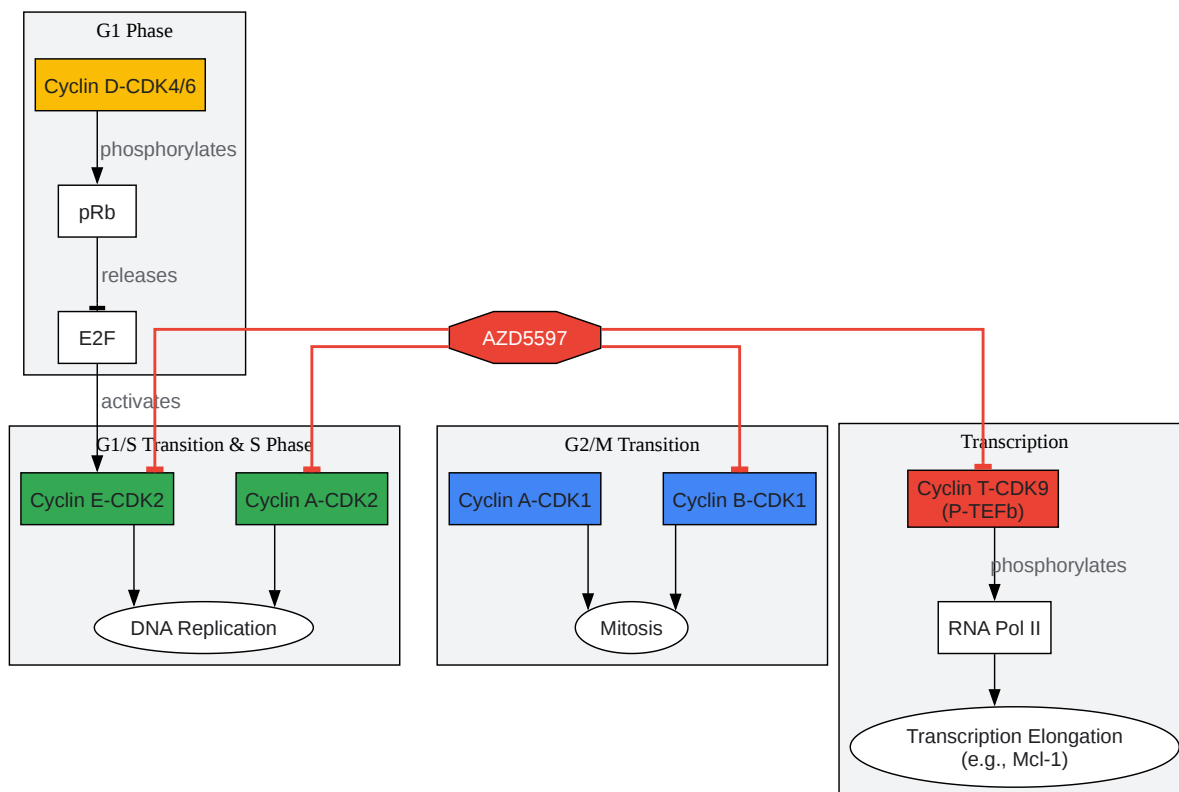 G1 Phase
Cyclin D-CDK4/6
phosphorylates
pRb
releases
E2F
AZD5597
activates
G1/S Transition & S Phase
Cyclin E-CDK2
Cyclin A-CDK2
DNA Replication
G2/M Transition
Cyclin A-CDK1
Cyclin B-CDK1
Mitosis
Transcription
Cyclin T-CDK9
(P-TEFb)
phosphorylates
RNA Pol II
Transcription Elongation
(e.g., Mcl-1)